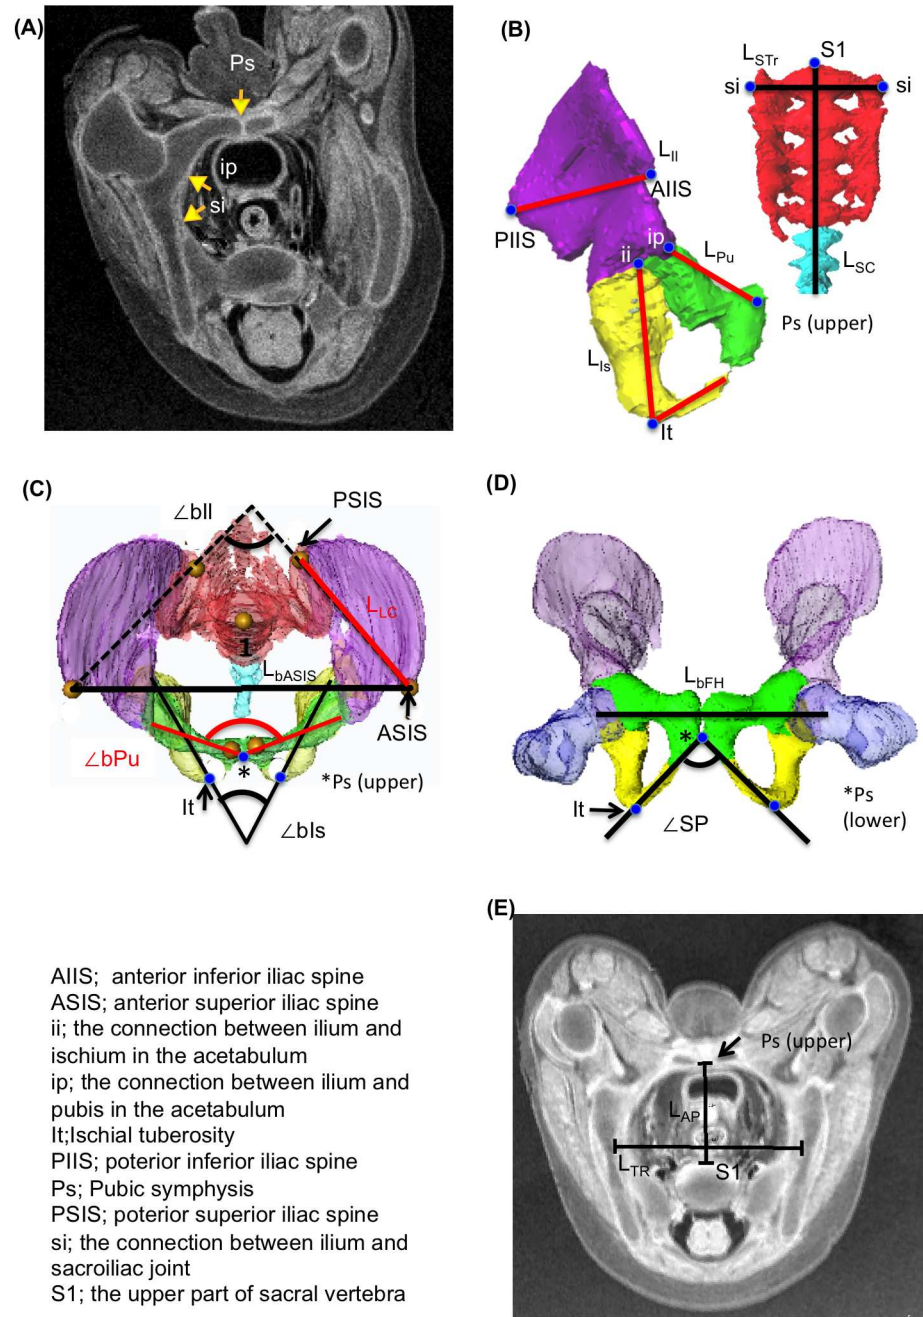 (A)
Ps
ip
si
(B)
S1
LSTr
si
si
LII
AIIS
PIIS
ip
ii
LPu
LSC
Ps (upper)
LIs
It
(C)
∠bII
PSIS
LLC
1
LbASIS
ASIS
∠bPu
*
*Ps (upper)
It
∠bIs
(D)
LbFH
*
It
∠SP
*Ps
(lower)
(E)
Ps (upper)
LAP
LTR
S1
AIIS; anterior inferior iliac spine
ASIS; anterior superior iliac spine
ii; the connection between ilium and
ischium in the acetabulum
ip; the connection between ilium and
pubis in the acetabulum
It;Ischial tuberosity
PIIS; poterior inferior iliac spine
Ps; Pubic symphysis
PSIS; poterior superior iliac spine
si; the connection between ilium and
sacroiliac joint
S1; the upper part of sacral vertebra